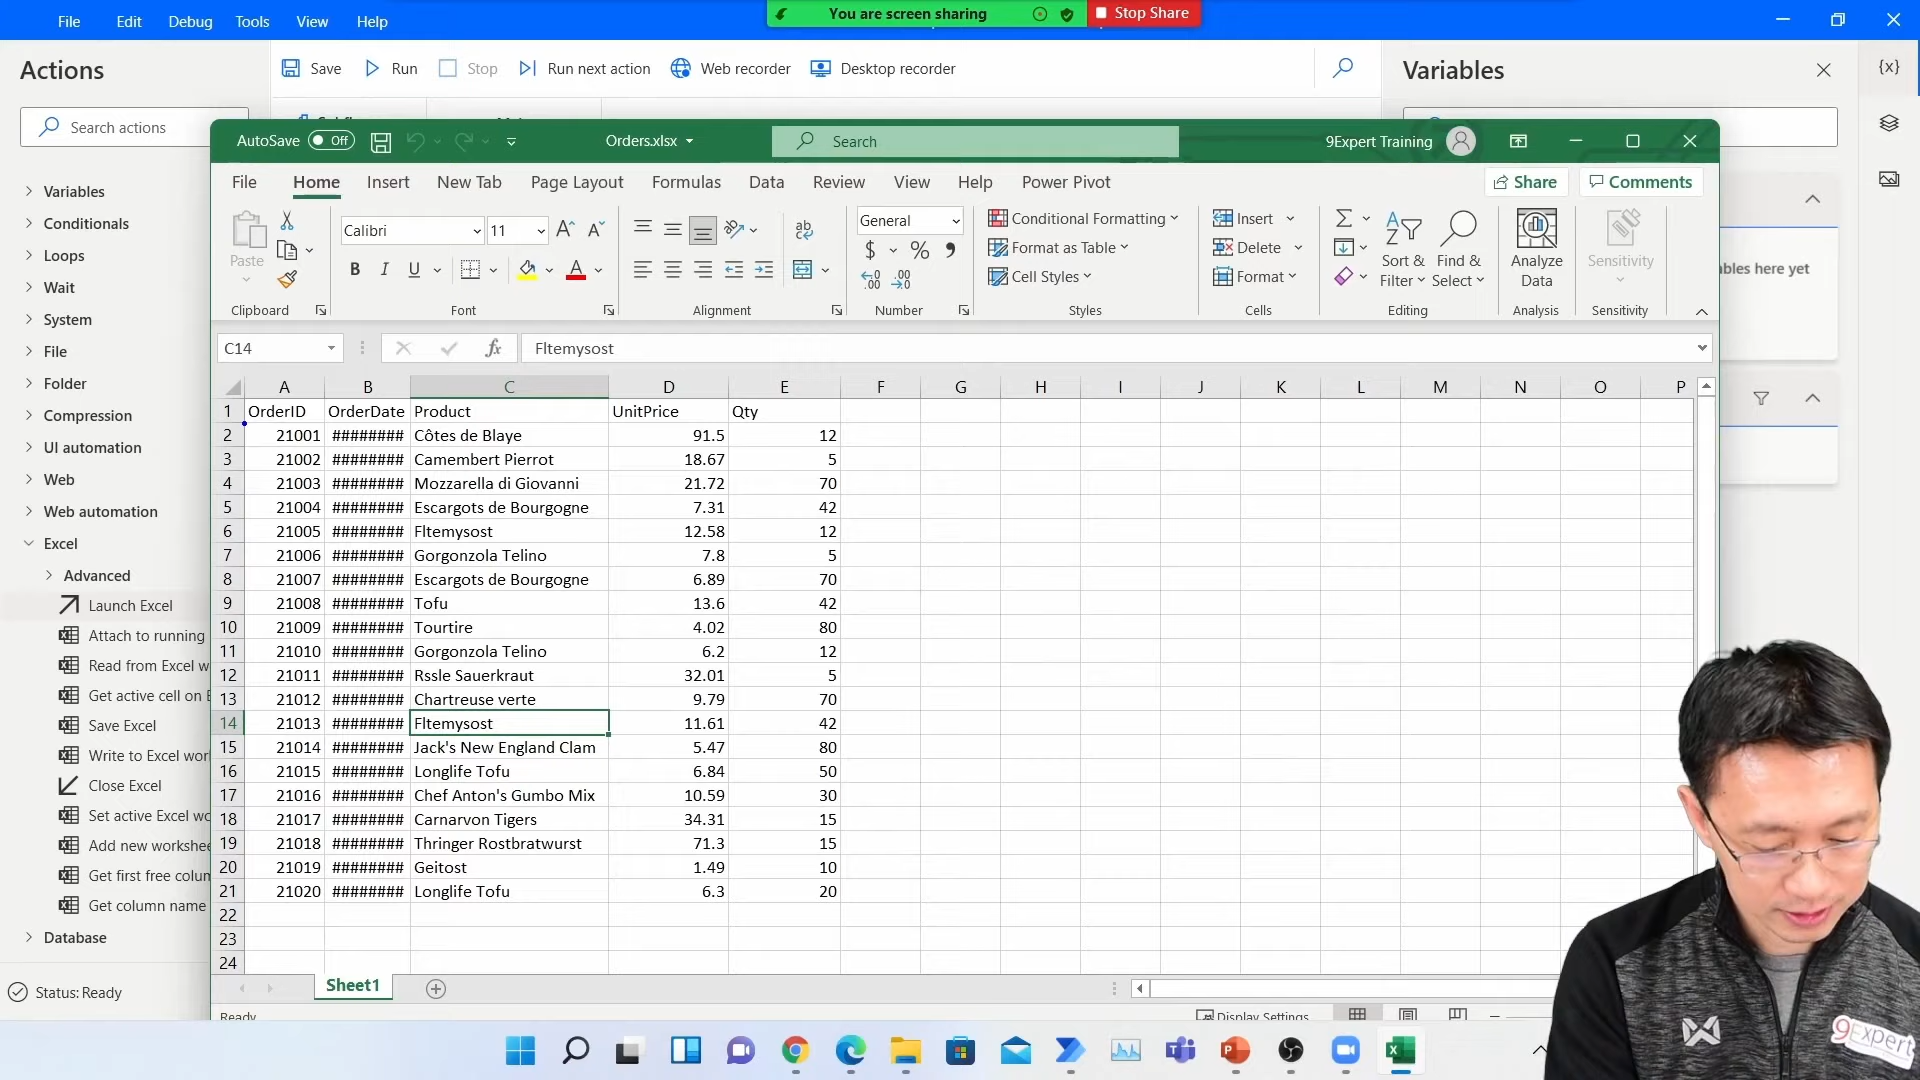 File Edit Debug Tools View Help
You are screen sharing Stop Share
Actions
Save Run Stop Run next action Web recorder Desktop recorder
Variables
{x}
Search actions
Variables
Conditionals
Loops
Wait
System
File
Folder
Compression
UI automation
Web
Web automation
Excel
Advanced
Launch Excel
Attach to running
Read from Excel w
Get active cell on E
Save Excel
Write to Excel wor
Close Excel
Set active Excel wo
Add new workshee
Get first free colum
Get column name
Database
Status: Ready
AutoSave Off Orders.xlsx Search 9Expert Training
File Home Insert New Tab Page Layout Formulas Data Review View Help Power Pivot Share Comments
Paste
Clipboard
Calibri 11
B I U
Font
Alignment
General
Number
Conditional Formatting
Format as Table
Cell Styles
Styles
Insert
Delete
Format
Cells
Sort & Filter
Find & Select
Editing
Analyze Data
Analysis
Sensitivity
Sensitivity
ables here yet
C14 fx Fltemysost
A B C D E F G H I J K L M N O P
1 OrderID OrderDate Product UnitPrice Qty
2 21001 ######## Côtes de Blaye 91.5 12
3 21002 ######## Camembert Pierrot 18.67 5
4 21003 ######## Mozzarella di Giovanni 21.72 70
5 21004 ######## Escargots de Bourgogne 7.31 42
6 21005 ######## Fltemysost 12.58 12
7 21006 ######## Gorgonzola Telino 7.8 5
8 21007 ######## Escargots de Bourgogne 6.89 70
9 21008 ######## Tofu 13.6 42
10 21009 ######## Tourtire 4.02 80
11 21010 ######## Gorgonzola Telino 6.2 12
12 21011 ######## Rssle Sauerkraut 32.01 5
13 21012 ######## Chartreuse verte 9.79 70
14 21013 ######## Fltemysost 11.61 42
15 21014 ######## Jack's New England Clam 5.47 80
16 21015 ######## Longlife Tofu 6.84 50
17 21016 ######## Chef Anton's Gumbo Mix 10.59 30
18 21017 ######## Carnarvon Tigers 34.31 15
19 21018 ######## Thringer Rostbratwurst 71.3 15
20 21019 ######## Geitost 1.49 10
21 21020 ######## Longlife Tofu 6.3 20
22
23
24
Sheet1
Ready Display Settings
9Expert